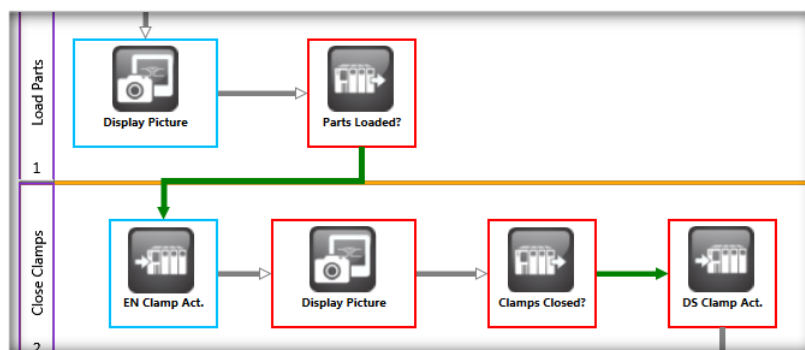 Load Parts
1
Display Picture
Parts Loaded?
Close Clamps
2
EN Clamp Act.
Display Picture
Clamps Closed?
DS Clamp Act.